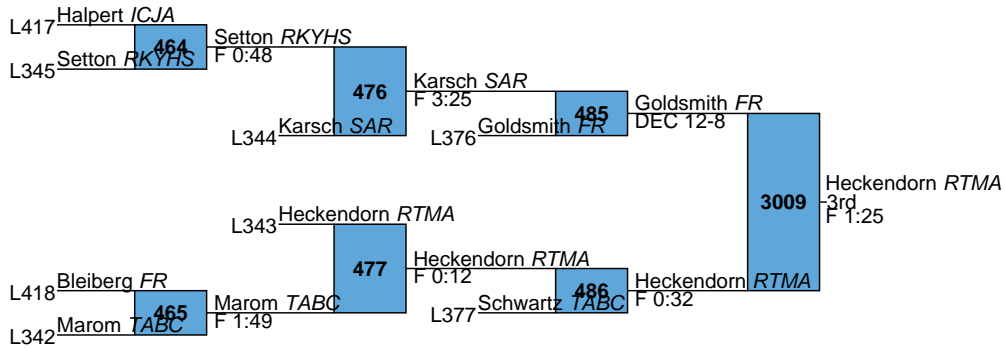 Halpert ICJA
L417
464
Setton RKYHS
F 0:48
Setton RKYHS
L345
476
Karsch SAR
F 3:25
Karsch SAR
L344
485
Goldsmith FR
DEC 12-8
Goldsmith FR
L376
3009
Heckendorn RTMA
3rd
F 1:25
Heckendorn RTMA
L343
477
Heckendorn RTMA
F 0:12
Bleiberg FR
L418
465
Marom TABC
F 1:49
Marom TABC
L342
486
Heckendorn RTMA
F 0:32
Schwartz TABC
L377